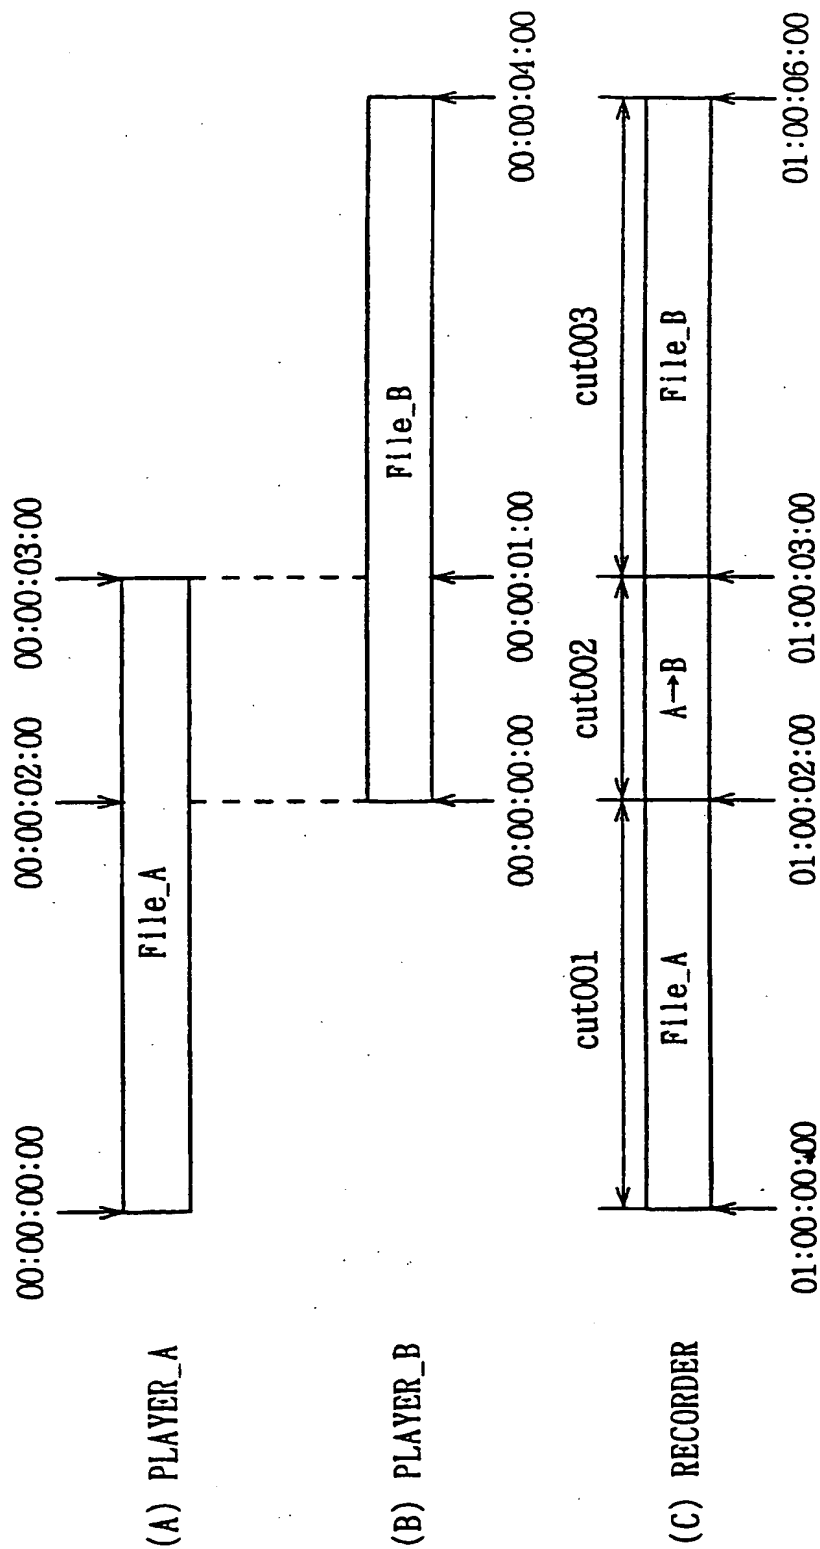 00:00:00:00
00:00:02:00
00:00:03:00
(A) PLAYER_A
File_A
(B) PLAYER_B
File_B
00:00:00:00
00:00:01:00
00:00:04:00
cut001
cut002
cut003
(C) RECORDER
File_A
A→B
File_B
01:00:00:00
01:00:02:00
01:00:03:00
01:00:06:00